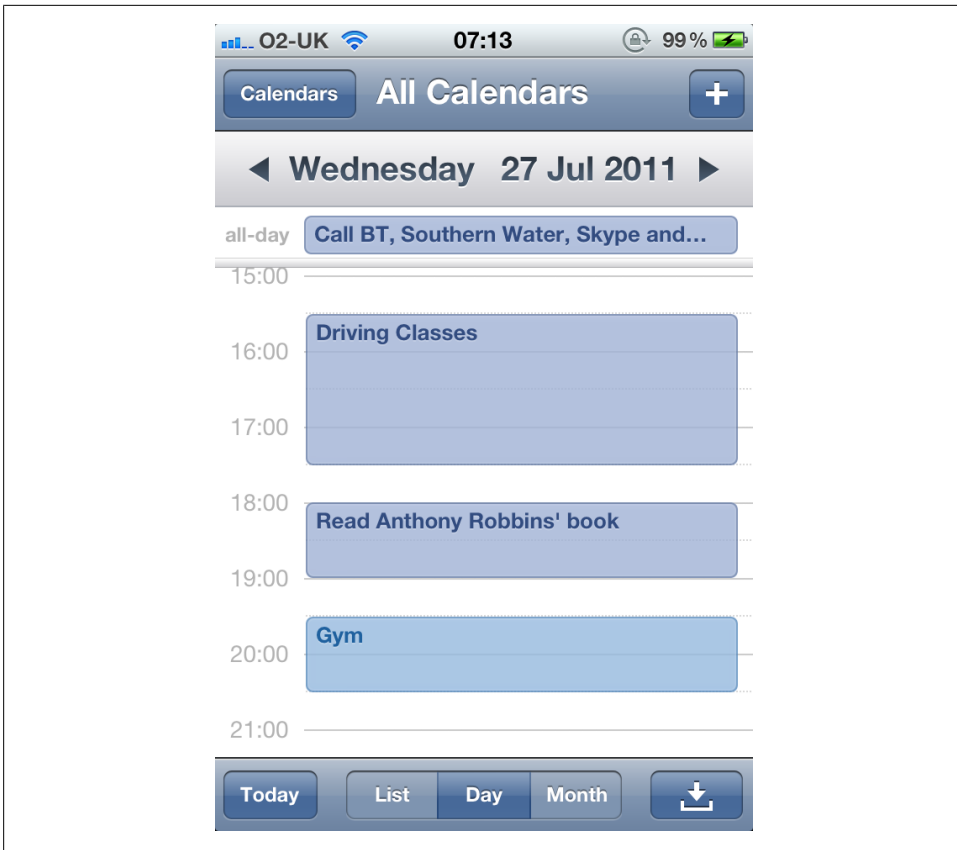 O2-UK 07:13 99%
Calendars All Calendars +
Wednesday 27 Jul 2011
all-day Call BT, Southern Water, Skype and...
15:00
Driving Classes
16:00
17:00
18:00
Read Anthony Robbins' book
19:00
Gym
20:00
21:00
Today List Day Month